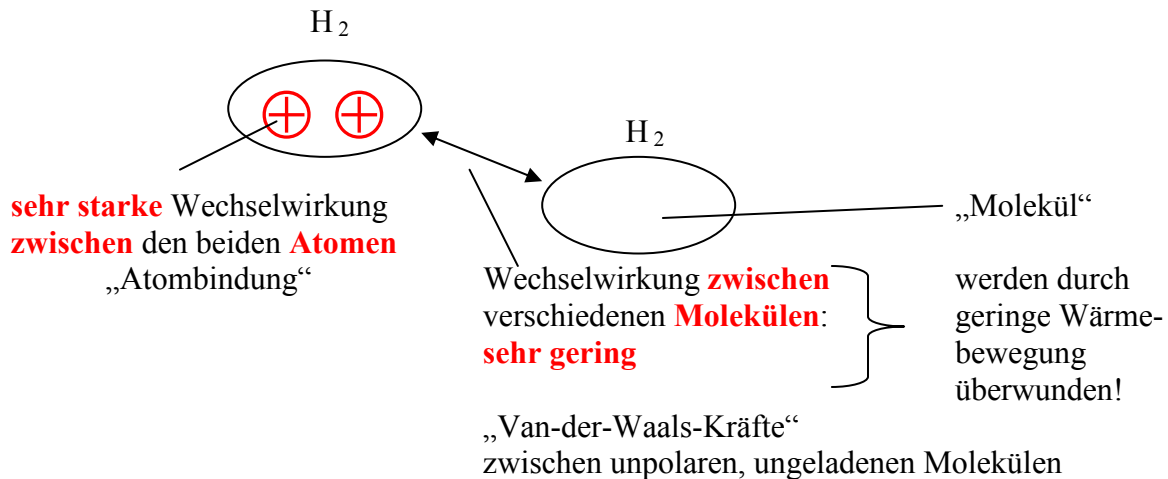 H2
H2
sehr starke Wechselwirkung
zwischen den beiden Atomen
„Atombindung“
„Molekül“
Wechselwirkung zwischen
verschiedenen Molekülen:
sehr gering
werden durch
geringe Wärme-
bewegung
überwunden!
„Van-der-Waals-Kräfte“
zwischen unpolaren, ungeladenen Molekülen